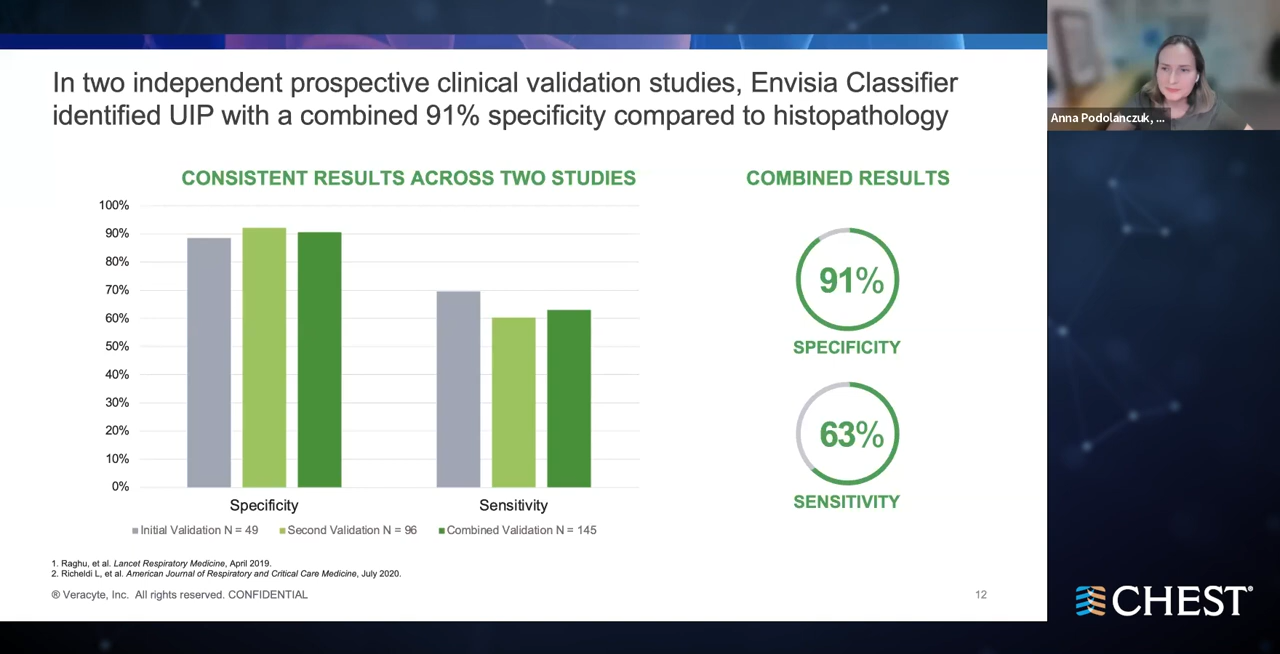 In two independent prospective clinical validation studies, Envisia Classifier
identified UIP with a combined 91% specificity compared to histopathology
CONSISTENT RESULTS ACROSS TWO STUDIES
100%
90%
80%
70%
60%
50%
40%
30%
20%
10%
0%
Specificity
Sensitivity
Initial Validation N = 49
Second Validation N = 96
Combined Validation N = 145
COMBINED RESULTS
91%
SPECIFICITY
63%
SENSITIVITY
1. Raghu, et al. Lancet Respiratory Medicine, April 2019.
2. Richeldi L, et al. American Journal of Respiratory and Critical Care Medicine, July 2020.
® Veracyte, Inc. All rights reserved. CONFIDENTIAL
12
Anna Podolanczuk, ...
CHEST®